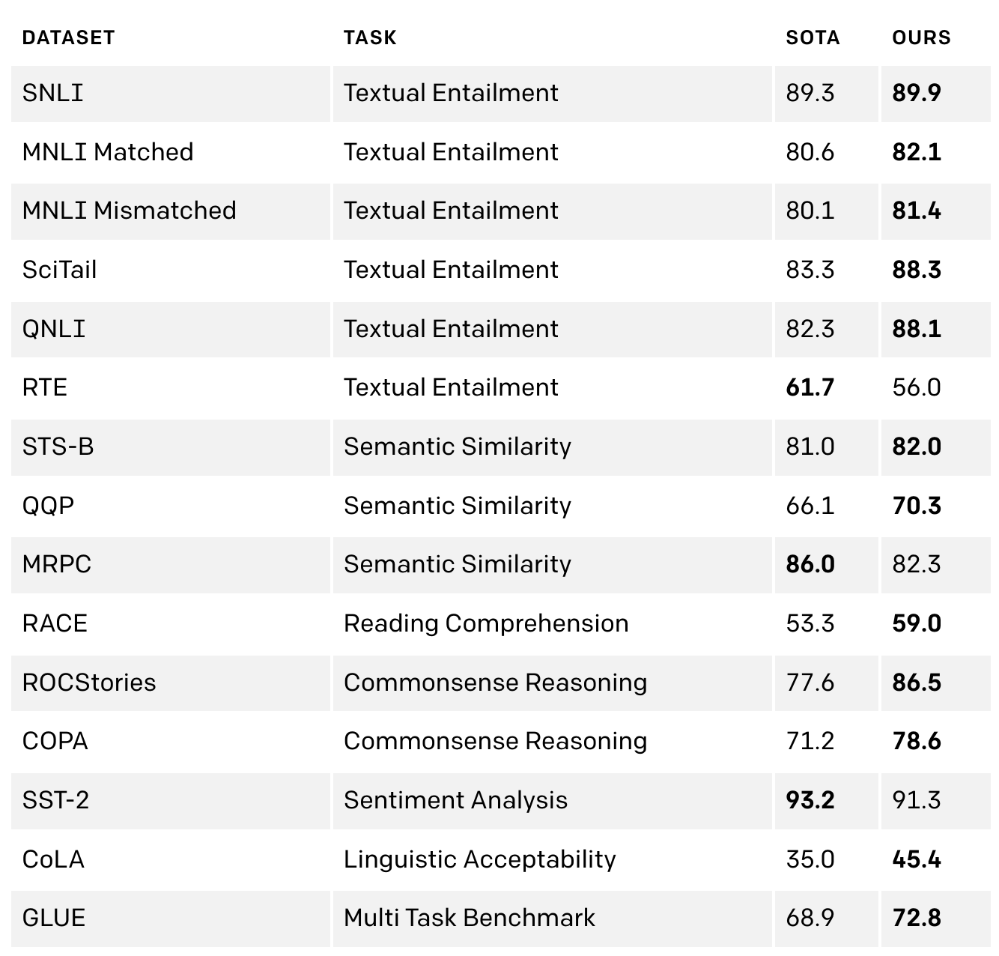 DATASET TASK SOTA OURS
SNLI Textual Entailment 89.3 89.9
MNLI Matched Textual Entailment 80.6 82.1
MNLI Mismatched Textual Entailment 80.1 81.4
SciTail Textual Entailment 83.3 88.3
QNLI Textual Entailment 82.3 88.1
RTE Textual Entailment 61.7 56.0
STS-B Semantic Similarity 81.0 82.0
QQP Semantic Similarity 66.1 70.3
MRPC Semantic Similarity 86.0 82.3
RACE Reading Comprehension 53.3 59.0
ROCStories Commonsense Reasoning 77.6 86.5
COPA Commonsense Reasoning 71.2 78.6
SST-2 Sentiment Analysis 93.2 91.3
CoLA Linguistic Acceptability 35.0 45.4
GLUE Multi Task Benchmark 68.9 72.8